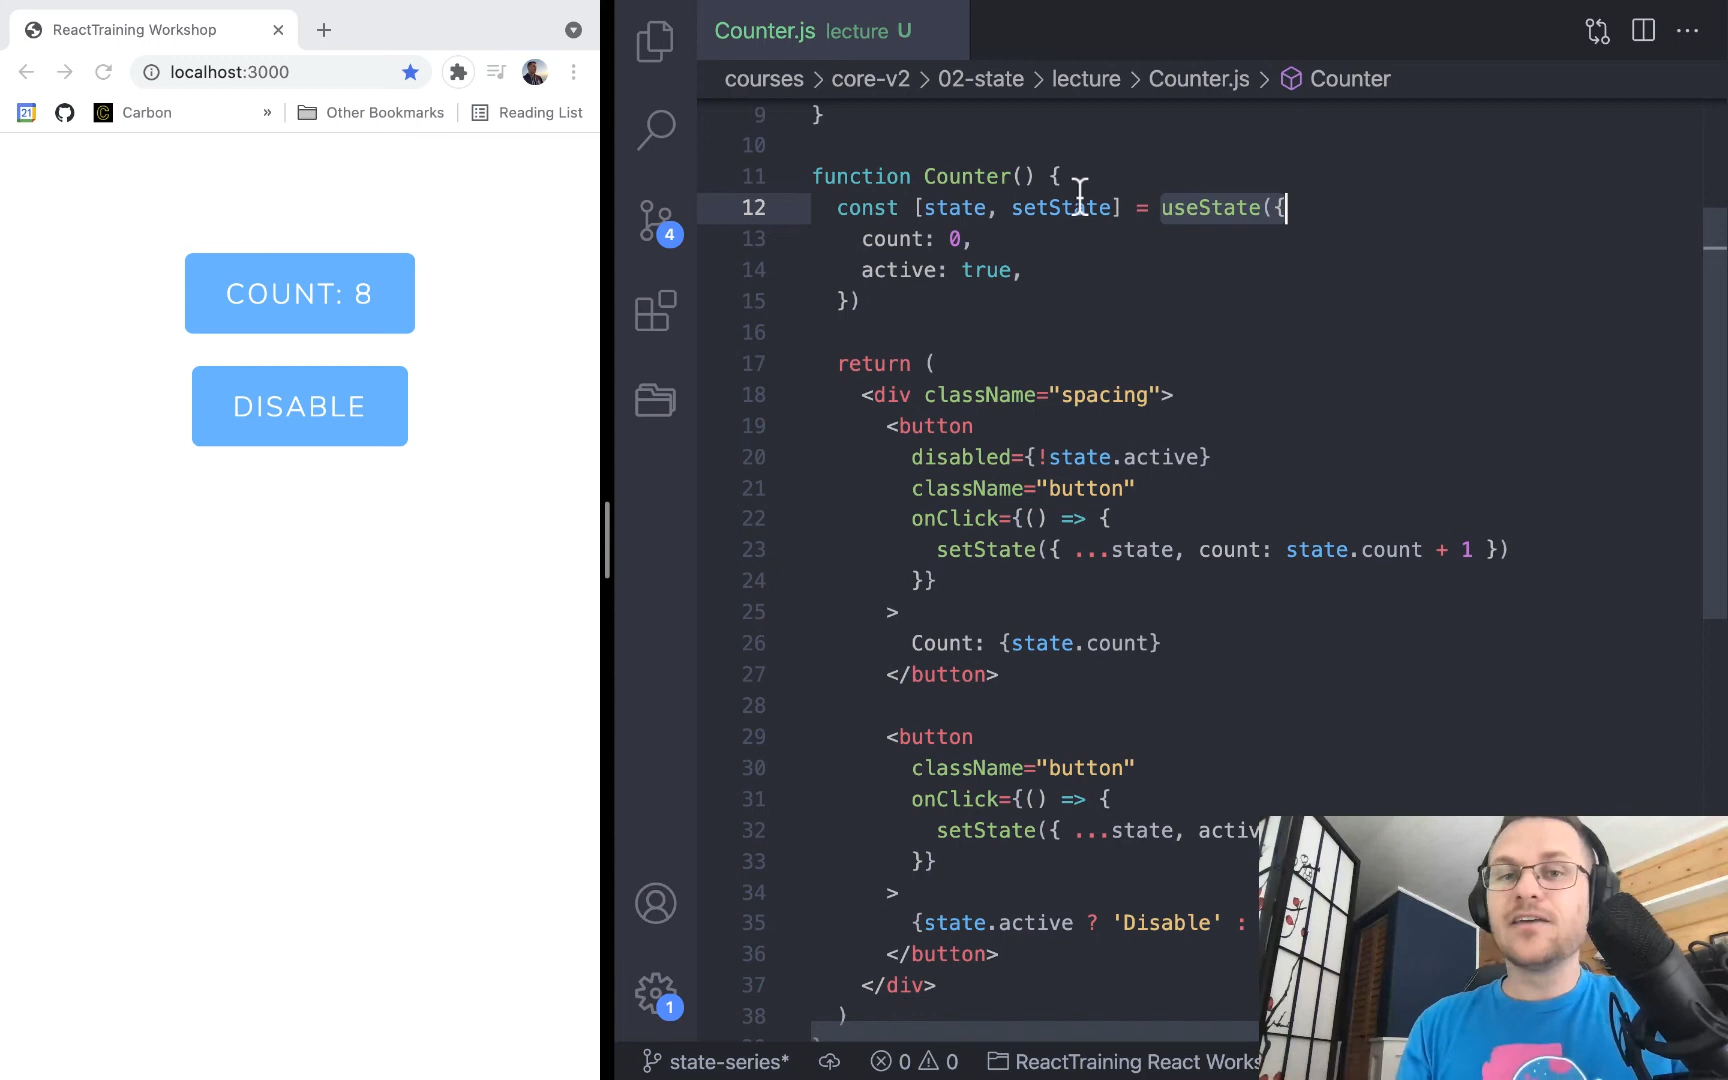 ReactTraining Workshop
localhost:3000
21
C
Carbon
»
Other Bookmarks
Reading List
COUNT: 8
DISABLE
4
1
Counter.js lecture U
courses > core-v2 > 02-state > lecture > Counter.js > Counter
9 }
10
11 function Counter() {
12 const [state, setState] = useState({
13 count: 0,
14 active: true,
15 })
16
17 return (
18 <div className="spacing">
19 <button
20 disabled={!state.active}
21 className="button"
22 onClick={() => {
23 setState({ ...state, count: state.count + 1 })
24 }}
25 >
26 Count: {state.count}
27 </button>
28
29 <button
30 className="button"
31 onClick={() => {
32 setState({ ...state, activ
33 }}
34 >
35 {state.active ? 'Disable' :
36 </button>
37 </div>
38 )
state-series* 0 0 ReactTraining React Works